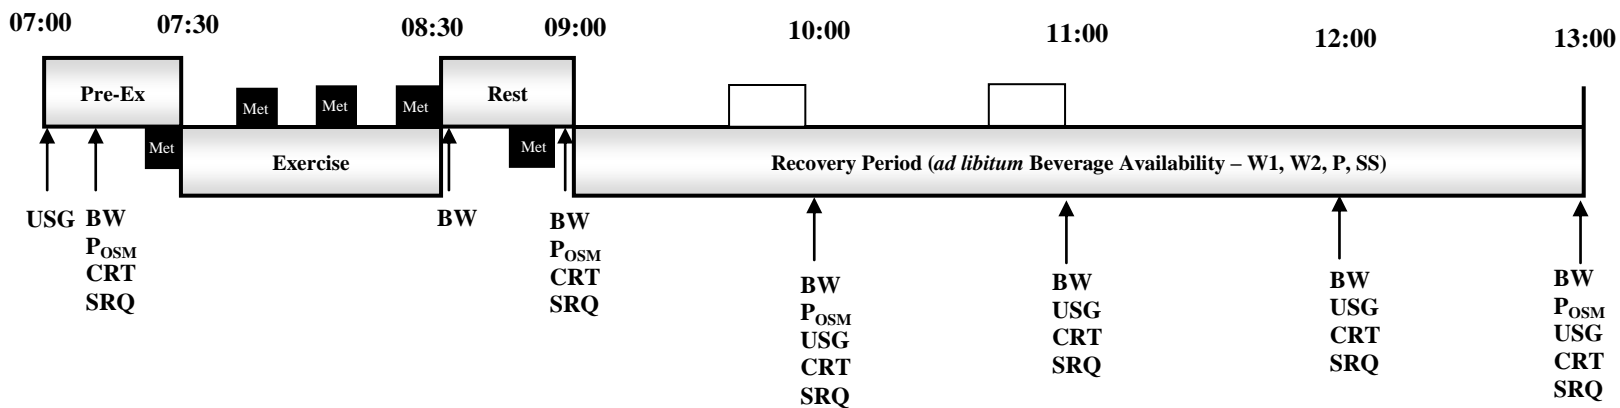 07:00
07:30
08:30
09:00
10:00
11:00
12:00
13:00
Pre-Ex
Met
Met
Met
Rest
Met
Met
Exercise
Recovery Period (ad libitum Beverage Availability – W1, W2, P, SS)
USG
BW
POSM
CRT
SRQ
BW
BW
POSM
CRT
SRQ
BW
POSM
USG
CRT
SRQ
BW
USG
CRT
SRQ
BW
USG
CRT
SRQ
BW
POSM
USG
CRT
SRQ